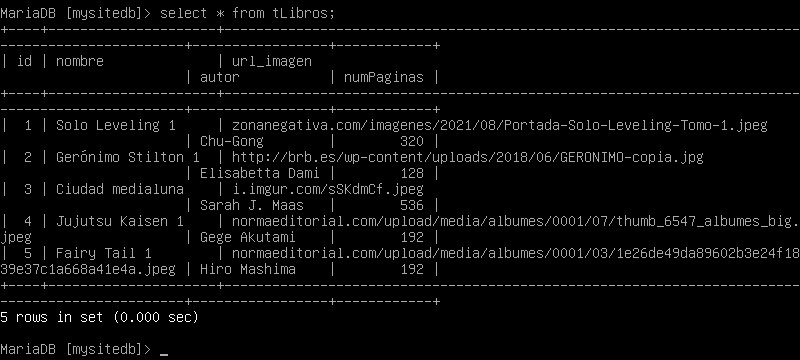 MariaDB [mysitedb]> select * from tLibros;
+----+--------------------+---------------------------------------------------------------------------------
-----------------------+-----------------+------------+
| id | nombre             | url_imagen
                       | autor           | numPaginas |
+----+--------------------+---------------------------------------------------------------------------------
-----------------------+-----------------+------------+
|  1 | Solo Leveling 1    | zonanegativa.com/imagenes/2021/08/Portada-Solo-Leveling-Tomo-1.jpeg
                       | Chu-Gong        |        320 |
|  2 | Gerónimo Stilton 1 | http://brb.es/wp-content/uploads/2018/06/GERONIMO-copia.jpg
                       | Elisabetta Dami |        128 |
|  3 | Ciudad medialuna   | i.imgur.com/sSKdmCf.jpeg
                       | Sarah J. Maas   |        536 |
|  4 | Jujutsu Kaisen 1   | normaeditorial.com/upload/media/albumes/0001/07/thumb_6547_albumes_big.
jpeg                   | Gege Akutami    |        192 |
|  5 | Fairy Tail 1       | normaeditorial.com/upload/media/albumes/0001/03/1e26de49da89602b3e24f18
39e37c1a668a41e4a.jpeg | Hiro Mashima    |        192 |
+----+--------------------+---------------------------------------------------------------------------------
-----------------------+-----------------+------------+
5 rows in set (0.000 sec)
MariaDB [mysitedb]> _